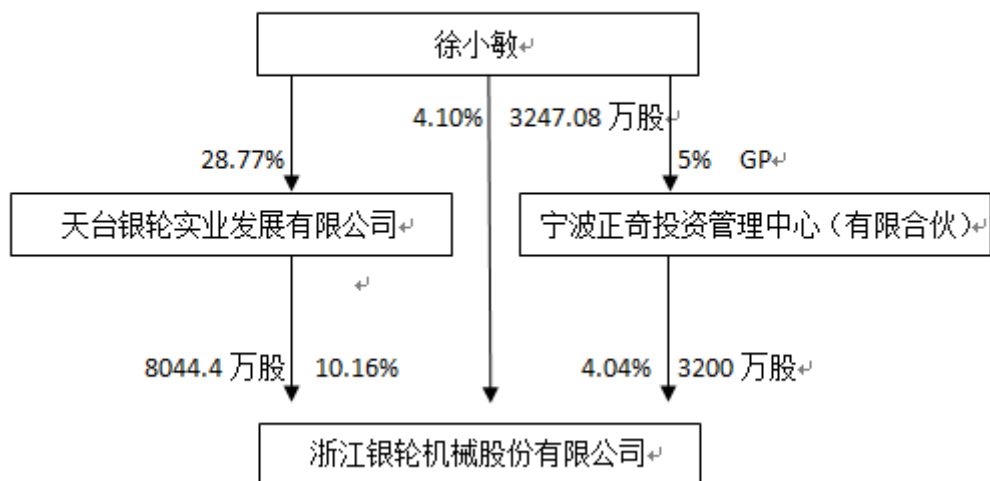 徐小敏
4.10% 3247.08 万股
28.77% 5% GP
天台银轮实业发展有限公司 宁波正奇投资管理中心（有限合伙）
8044.4 万股 10.16% 4.04% 3200 万股
浙江银轮机械股份有限公司